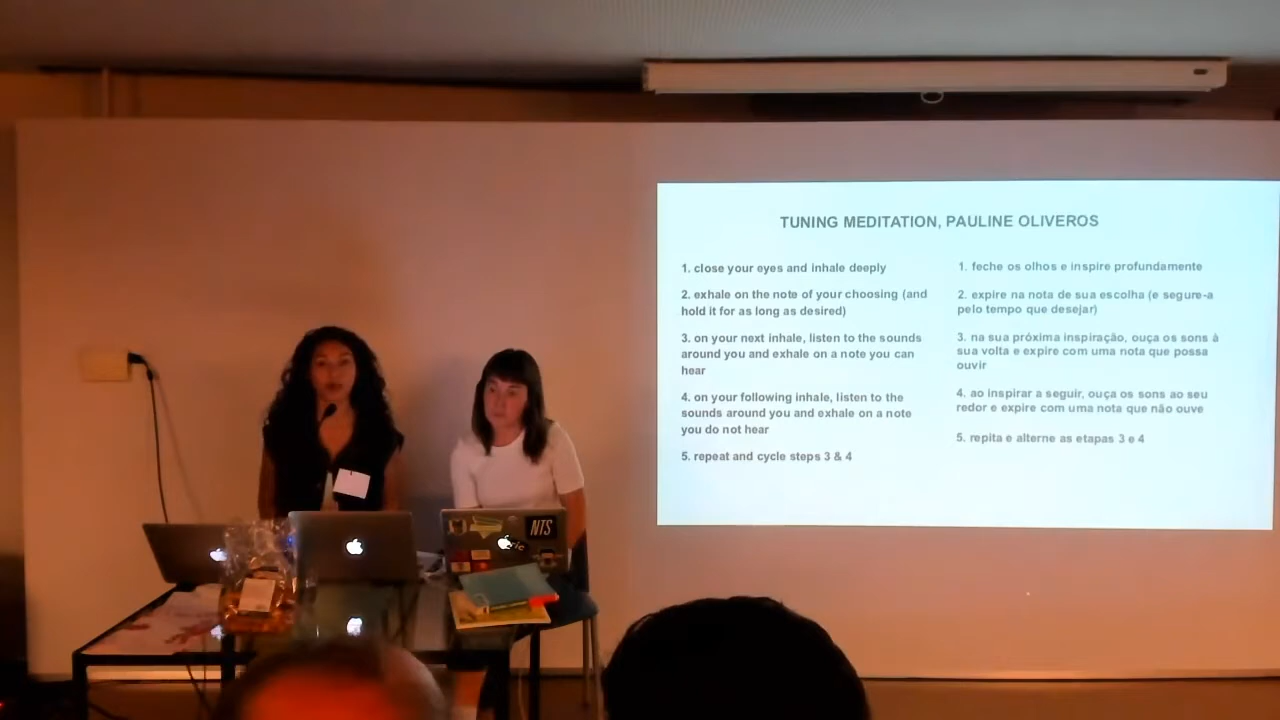 TUNING MEDITATION, PAULINE OLIVEROS
1. close your eyes and inhale deeply
2. exhale on the note of your choosing (and
hold it for as long as desired)
3. on your next inhale, listen to the sounds
around you and exhale on a note you can
hear
4. on your following inhale, listen to the
sounds around you and exhale on a note
you do not hear
5. repeat and cycle steps 3 & 4
1. feche os olhos e inspire profundamente
2. expire na nota de sua escolha (e segure-a
pelo tempo que desejar)
3. na sua próxima inspiração, ouça os sons à
sua volta e expire com uma nota que possa
ouvir
4. ao inspirar a seguir, ouça os sons ao seu
redor e expire com uma nota que não ouve
5. repita e alterne as etapas 3 e 4
NTS